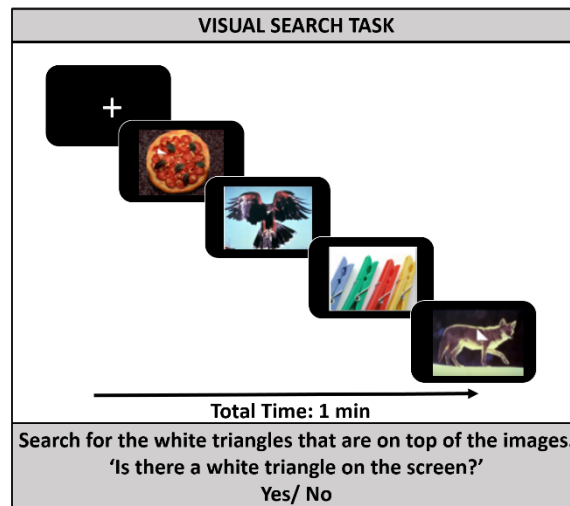 VISUAL SEARCH TASK
Total Time: 1 min
Search for the white triangles that are on top of the images.
‘Is there a white triangle on the screen?’
Yes/ No